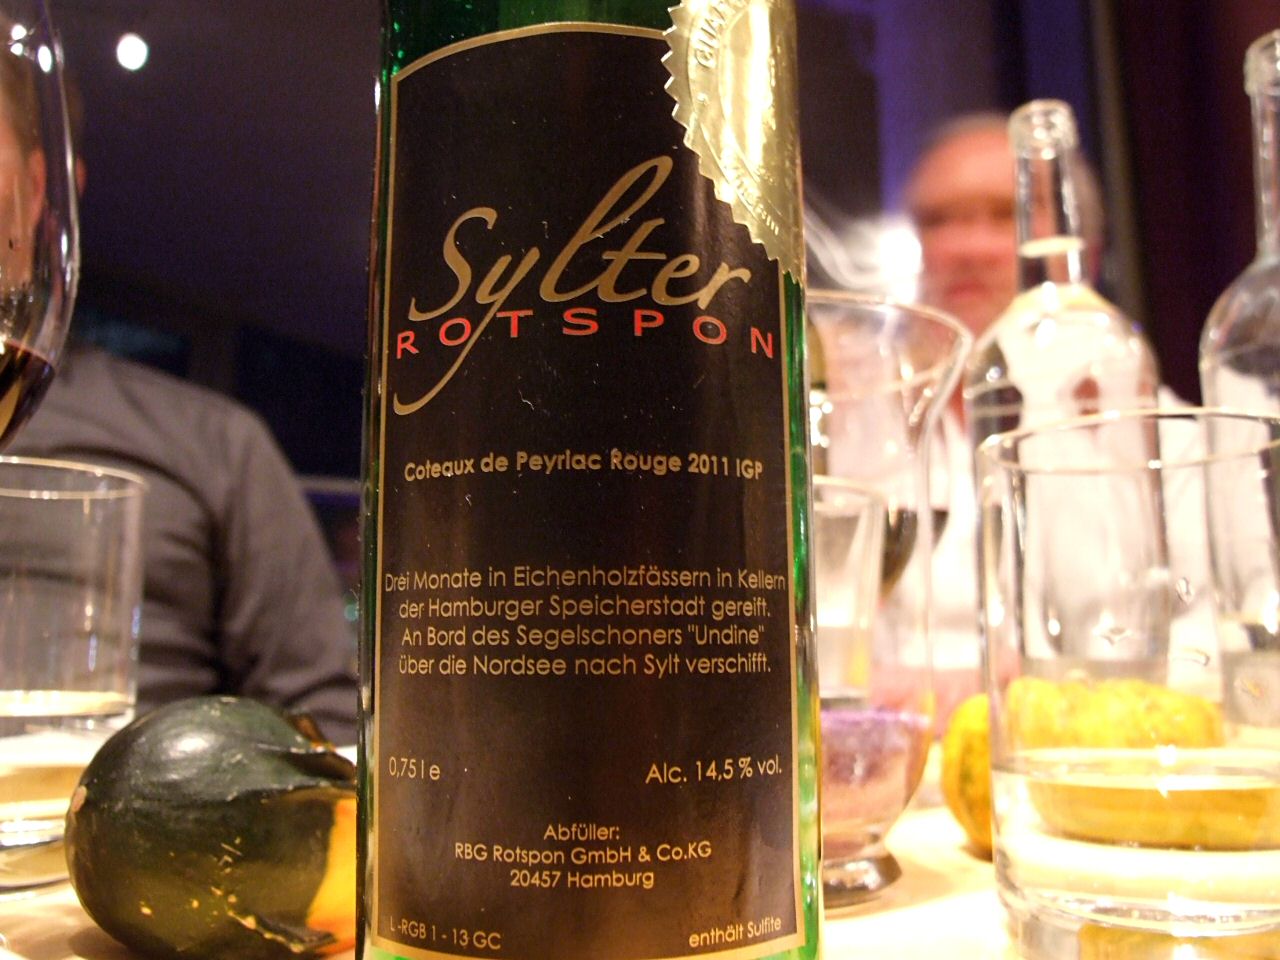 Sylter
ROTSPON
Coteaux de Peyriac Rouge 2011 IGP
Drei Monate in Eichenholzfässern in Kellern
der Hamburger Speicherstadt gereift.
An Bord des Segelschoners "Undine"
über die Nordsee nach Sylt verschifft.
0,75 l e
Alc. 14,5 % vol.
Abfüller:
RBG Rotspon GmbH & Co.KG
20457 Hamburg
L -RGB 1 - 13 GC
enthält Sulfite